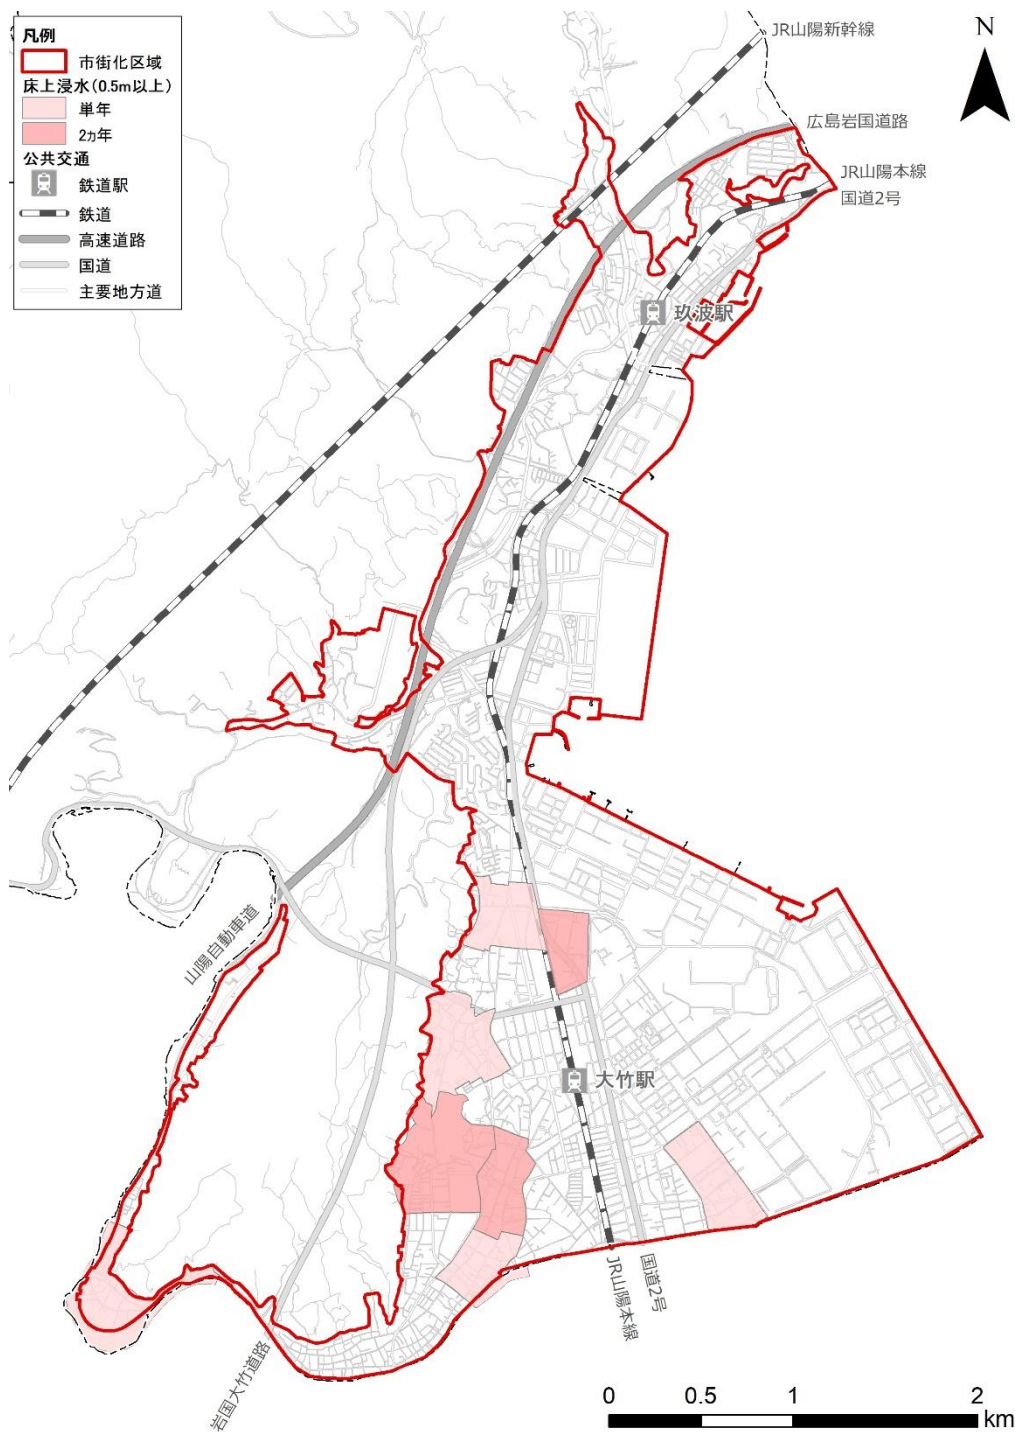 凡例
市街化区域
床上浸水(0.5m以上)
単年
2ヵ年
公共交通
鉄道駅
鉄道
高速道路
国道
主要地方道
JR山陽新幹線
N
広島岩国道路
JR山陽本線
国道2号
玖波駅
山陽自動車道
大竹駅
JR山陽本線
国道2号
岩国大竹道路
0 0.5 1 2
km